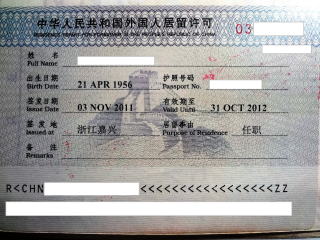 中华人民共和国外国人居留许可
RESIDENCE PERMIT FOR FOREIGNER IN THE PEOPLE'S REPUBLIC OF CHINA
03
姓 名
Full Name
出生日期 21 APR 1956 护照号码
Birth Date Passport No.
签发日期 03 NOV 2011 有效期至 31 OCT 2012
Issue Date Valid Until
签发地 浙江嘉兴 居留事由 任职
Issued at Purpose of Residence
备 注
Remarks
R<CHN <<<<<<<<<<<<<<<<<<ZZ